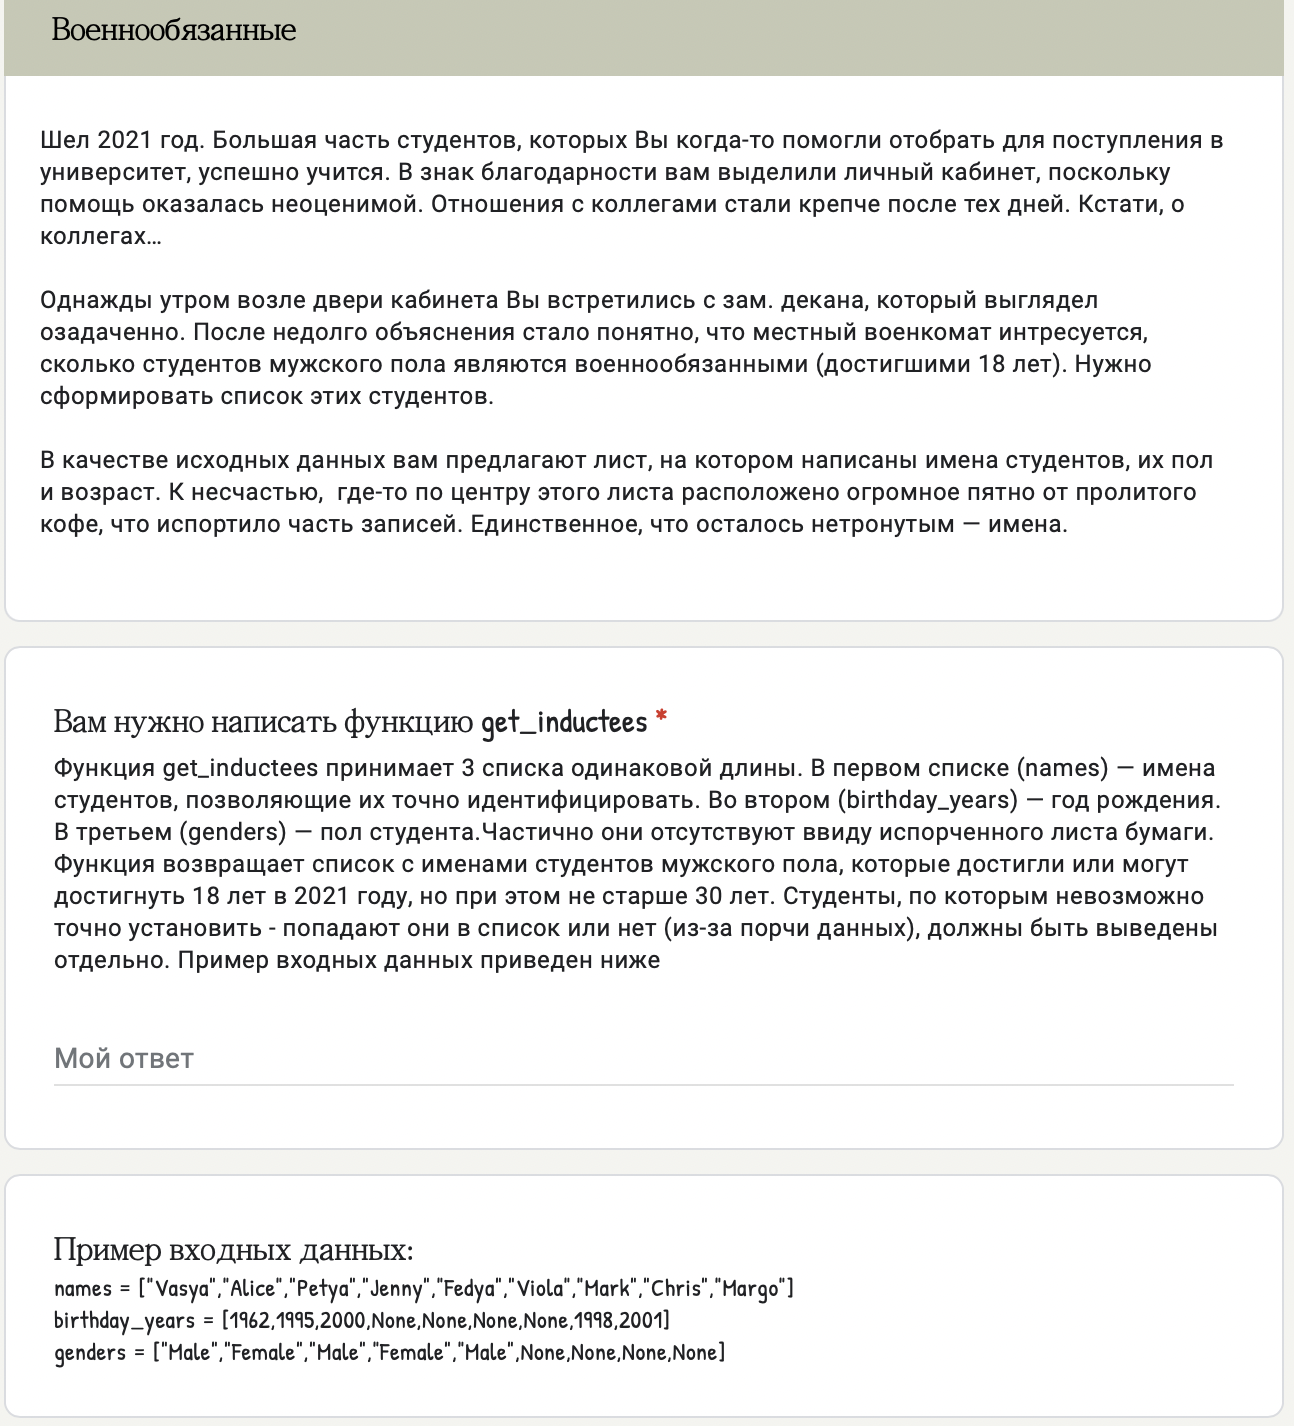 Военнообязанные
Шел 2021 год. Большая часть студентов, которых Вы когда-то помогли отобрать для поступления в
университет, успешно учится. В знак благодарности вам выделили личный кабинет, поскольку
помощь оказалась неоценимой. Отношения с коллегами стали крепче после тех дней. Кстати, о
коллегах…
Однажды утром возле двери кабинета Вы встретились с зам. декана, который выглядел
озадаченно. После недолго объяснения стало понятно, что местный военкомат интресуется,
сколько студентов мужского пола являются военнообязанными (достигшими 18 лет). Нужно
сформировать список этих студентов.
В качестве исходных данных вам предлагают лист, на котором написаны имена студентов, их пол
и возраст. К несчастью,  где-то по центру этого листа расположено огромное пятно от пролитого
кофе, что испортило часть записей. Единственное, что осталось нетронутым — имена.
Вам нужно написать функцию get_inductees *
Функция get_inductees принимает 3 списка одинаковой длины. В первом списке (names) — имена
студентов, позволяющие их точно идентифицировать. Во втором (birthday_years) — год рождения.
В третьем (genders) — пол студента.Частично они отсутствуют ввиду испорченного листа бумаги.
Функция возвращает список с именами студентов мужского пола, которые достигли или могут
достигнуть 18 лет в 2021 году, но при этом не старше 30 лет. Студенты, по которым невозможно
точно установить - попадают они в список или нет (из-за порчи данных), должны быть выведены
отдельно. Пример входных данных приведен ниже
Мой ответ
Пример входных данных:
names = ["Vasya","Alice","Petya","Jenny","Fedya","Viola","Mark","Chris","Margo"]
birthday_years = [1962,1995,2000,None,None,None,None,1998,2001]
genders = ["Male","Female","Male","Female","Male",None,None,None,None]